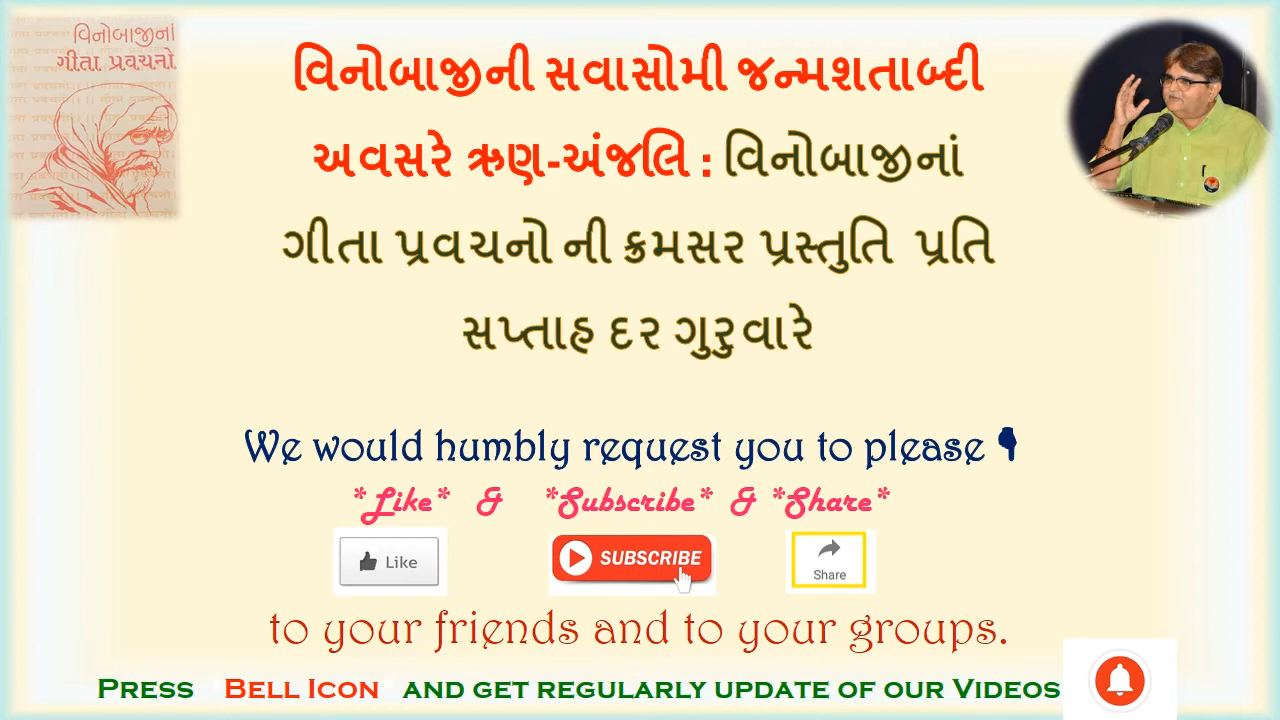 વિનોબાજીનાં
ગીતા પ્રવચનો
વિનોબાજીની સવાસોમી જન્મશતાબ્દી
અવસરે ઋણ-અંજલિ : વિનોબાજીનાં
ગીતા પ્રવચનો ની ક્રમસર પ્રસ્તુતિ પ્રતિ
સપ્તાહ દર ગુરુવારે
We would humbly request you to please 👇
*Like* & *Subscribe* & *Share*
Like
SUBSCRIBE
Share
to your friends and to your groups.
PRESS BELL ICON AND GET REGULARLY UPDATE OF OUR VIDEOS